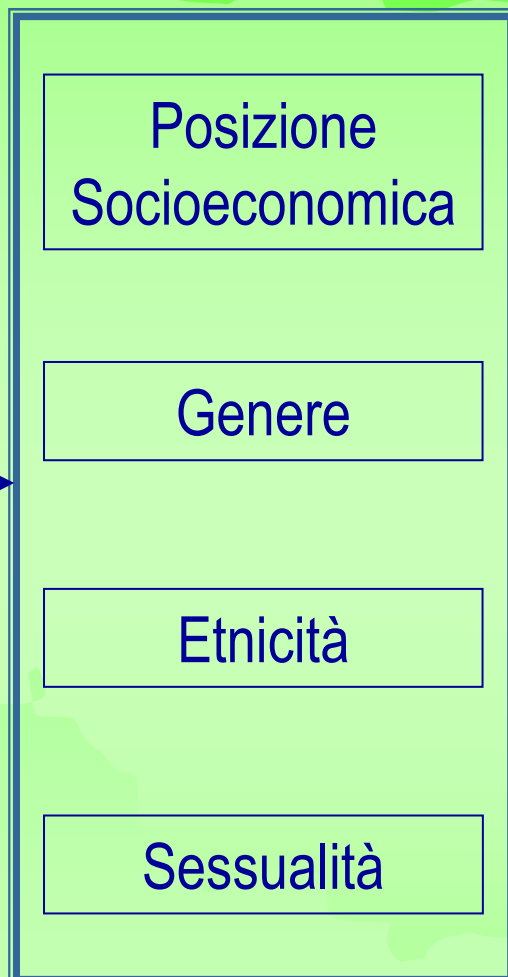 Posizione
Socioeconomica
Genere
Etnicità
Sessualità